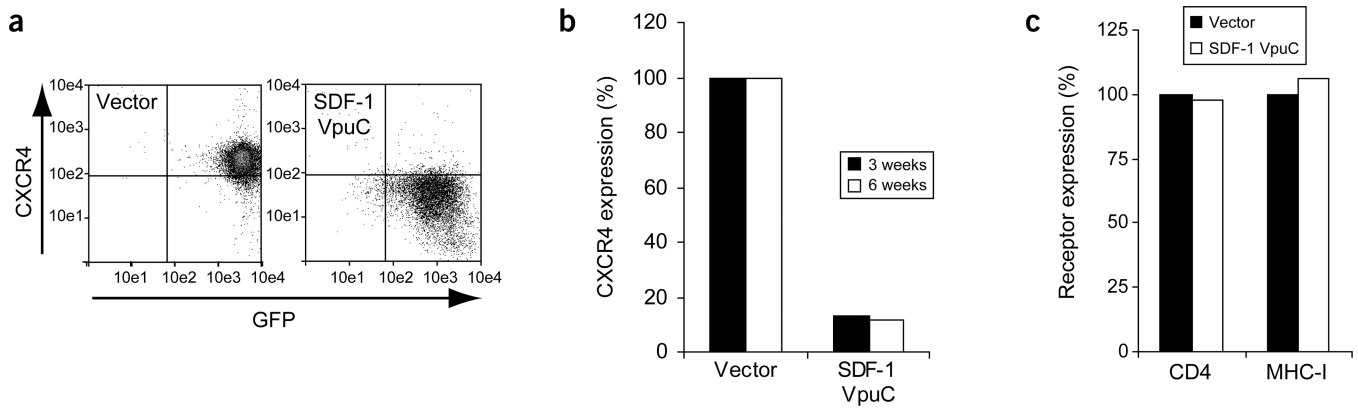 a
CXCR4
10e4
10e3
10e2
10e1
Vector
10e1 10e2 10e3 10e4
10e4
10e3
10e2
10e1
SDF-1
VpuC
10e1 10e2 10e3 10e4
GFP
b
CXCR4 expression (%)
120
100
80
60
40
20
0
3 weeks
6 weeks
Vector
SDF-1
VpuC
c
Vector
SDF-1 VpuC
Receptor expression (%)
125
100
75
50
25
0
CD4 MHC-I